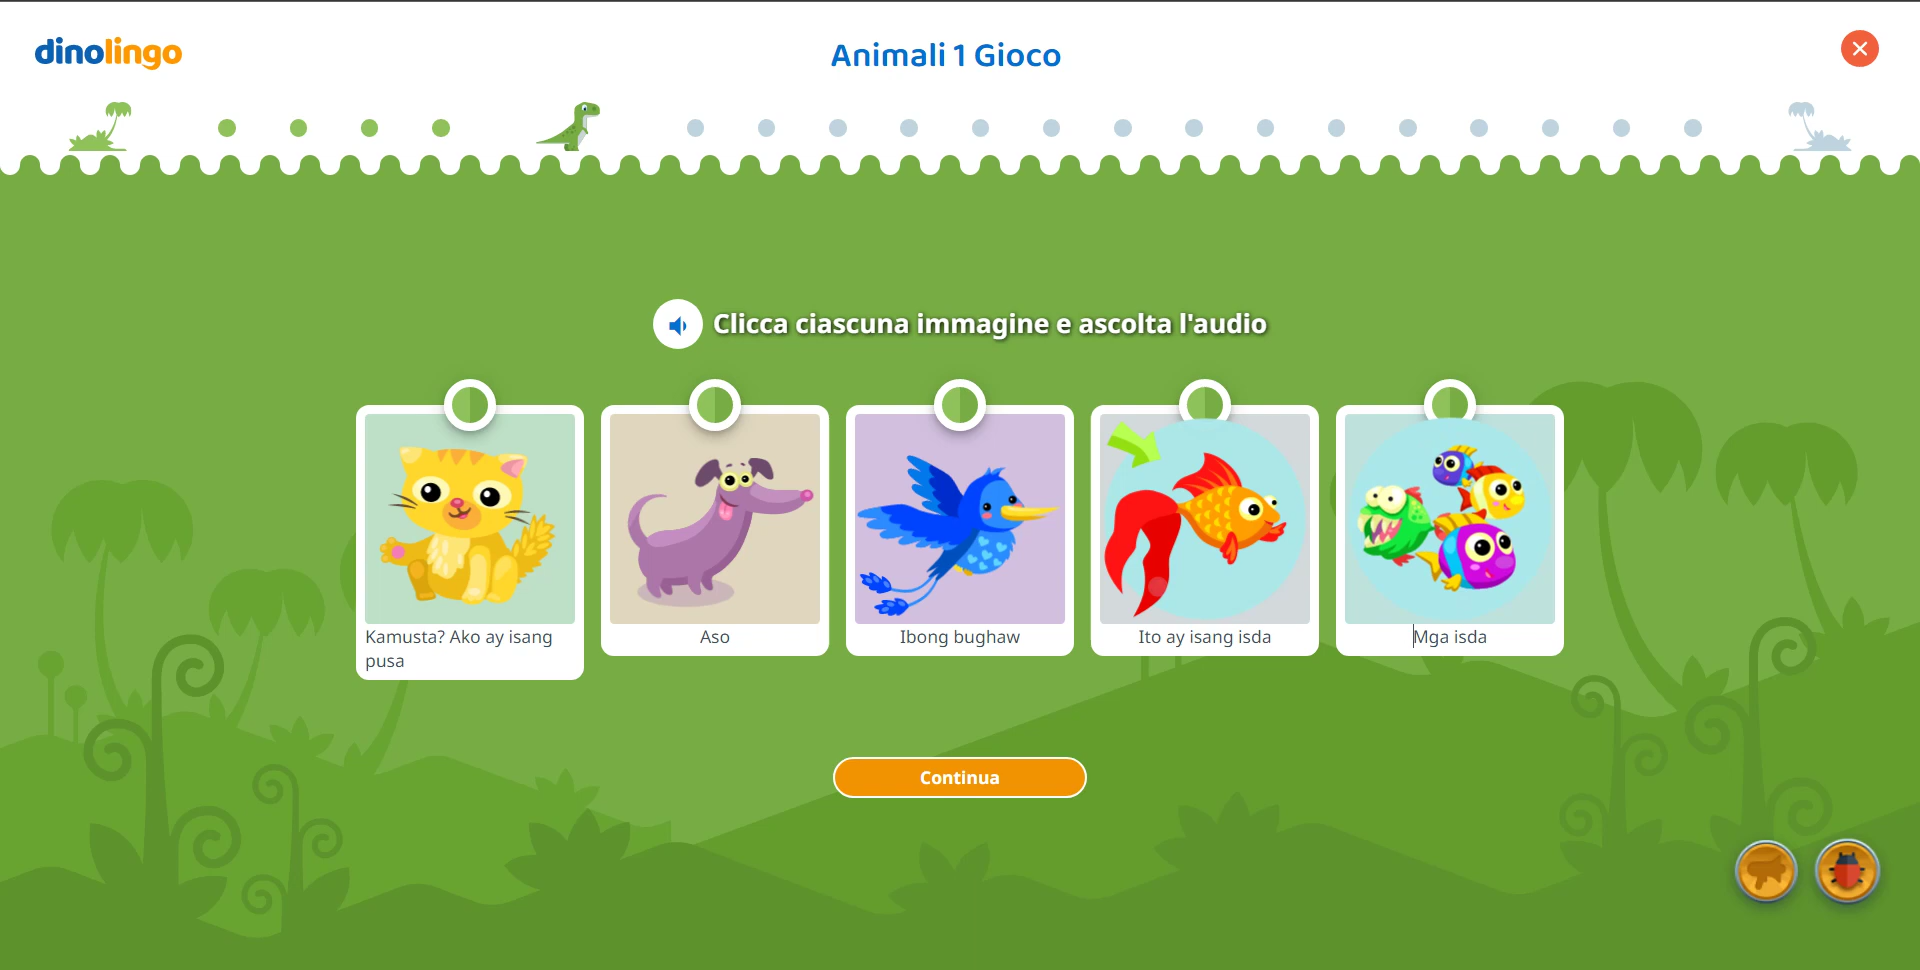 dinolingo
Animali 1 Gioco
Clicca ciascuna immagine e ascolta l'audio
Kamusta? Ako ay isang
pusa
Aso
Ibong bughaw
Ito ay isang isda
Mga isda
Continua